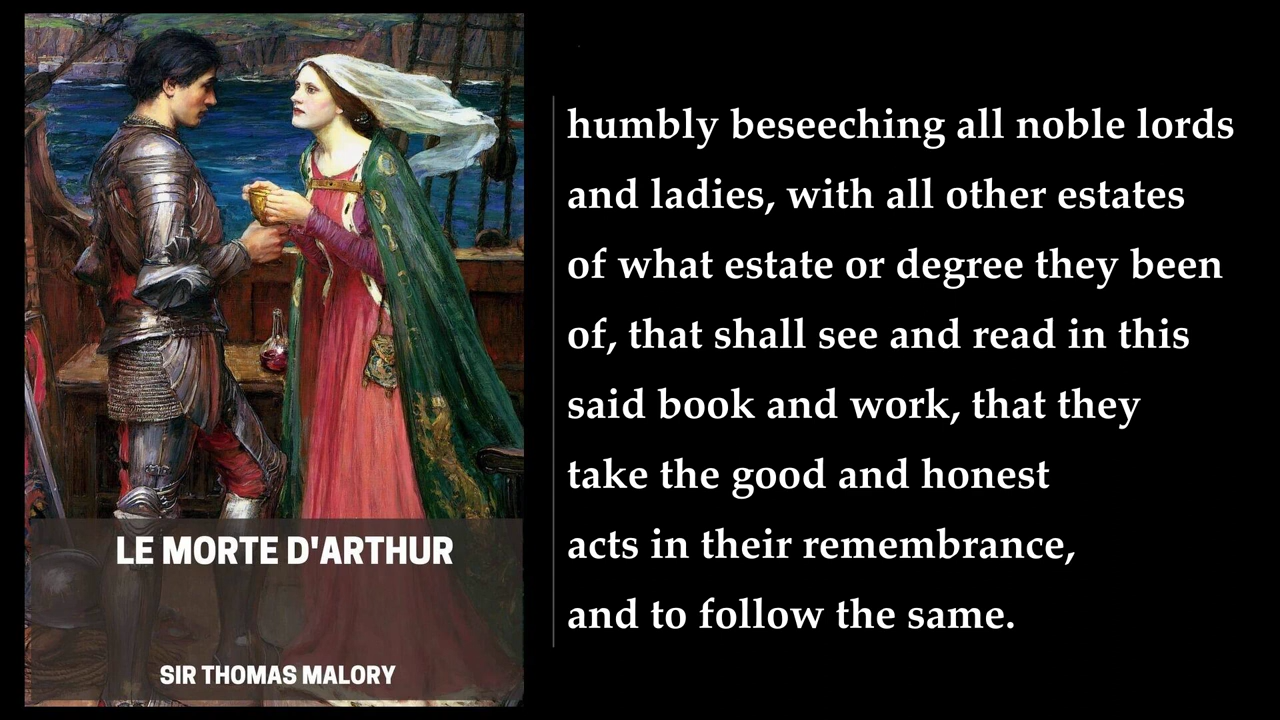 LE MORTE D'ARTHUR
SIR THOMAS MALORY
humbly beseeching all noble lords
and ladies, with all other estates
of what estate or degree they been
of, that shall see and read in this
said book and work, that they
take the good and honest
acts in their remembrance,
and to follow the same.